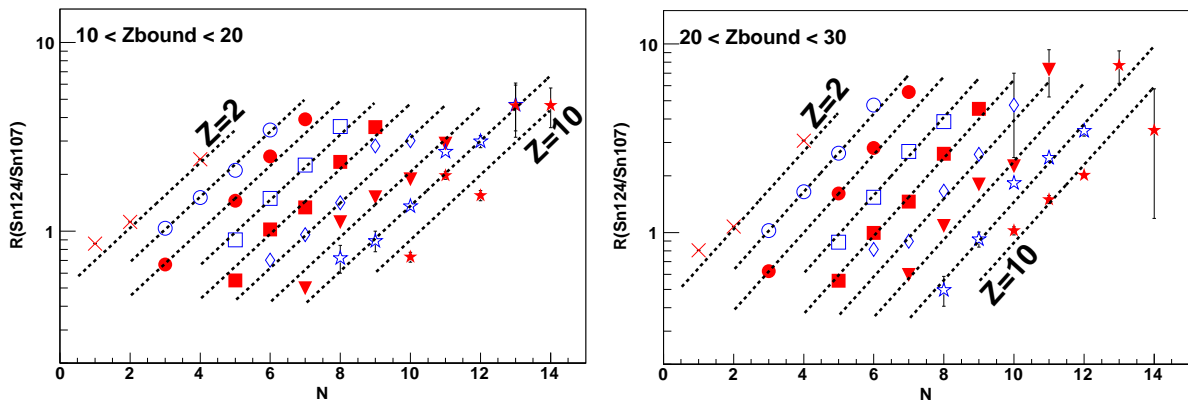 R(Sn124/Sn107)
10 < Zbound < 20
Z=2
Z=10
10
1
0 2 4 6 8 10 12 14
N
R(Sn124/Sn107)
20 < Zbound < 30
Z=2
Z=10
10
1
0 2 4 6 8 10 12 14
N